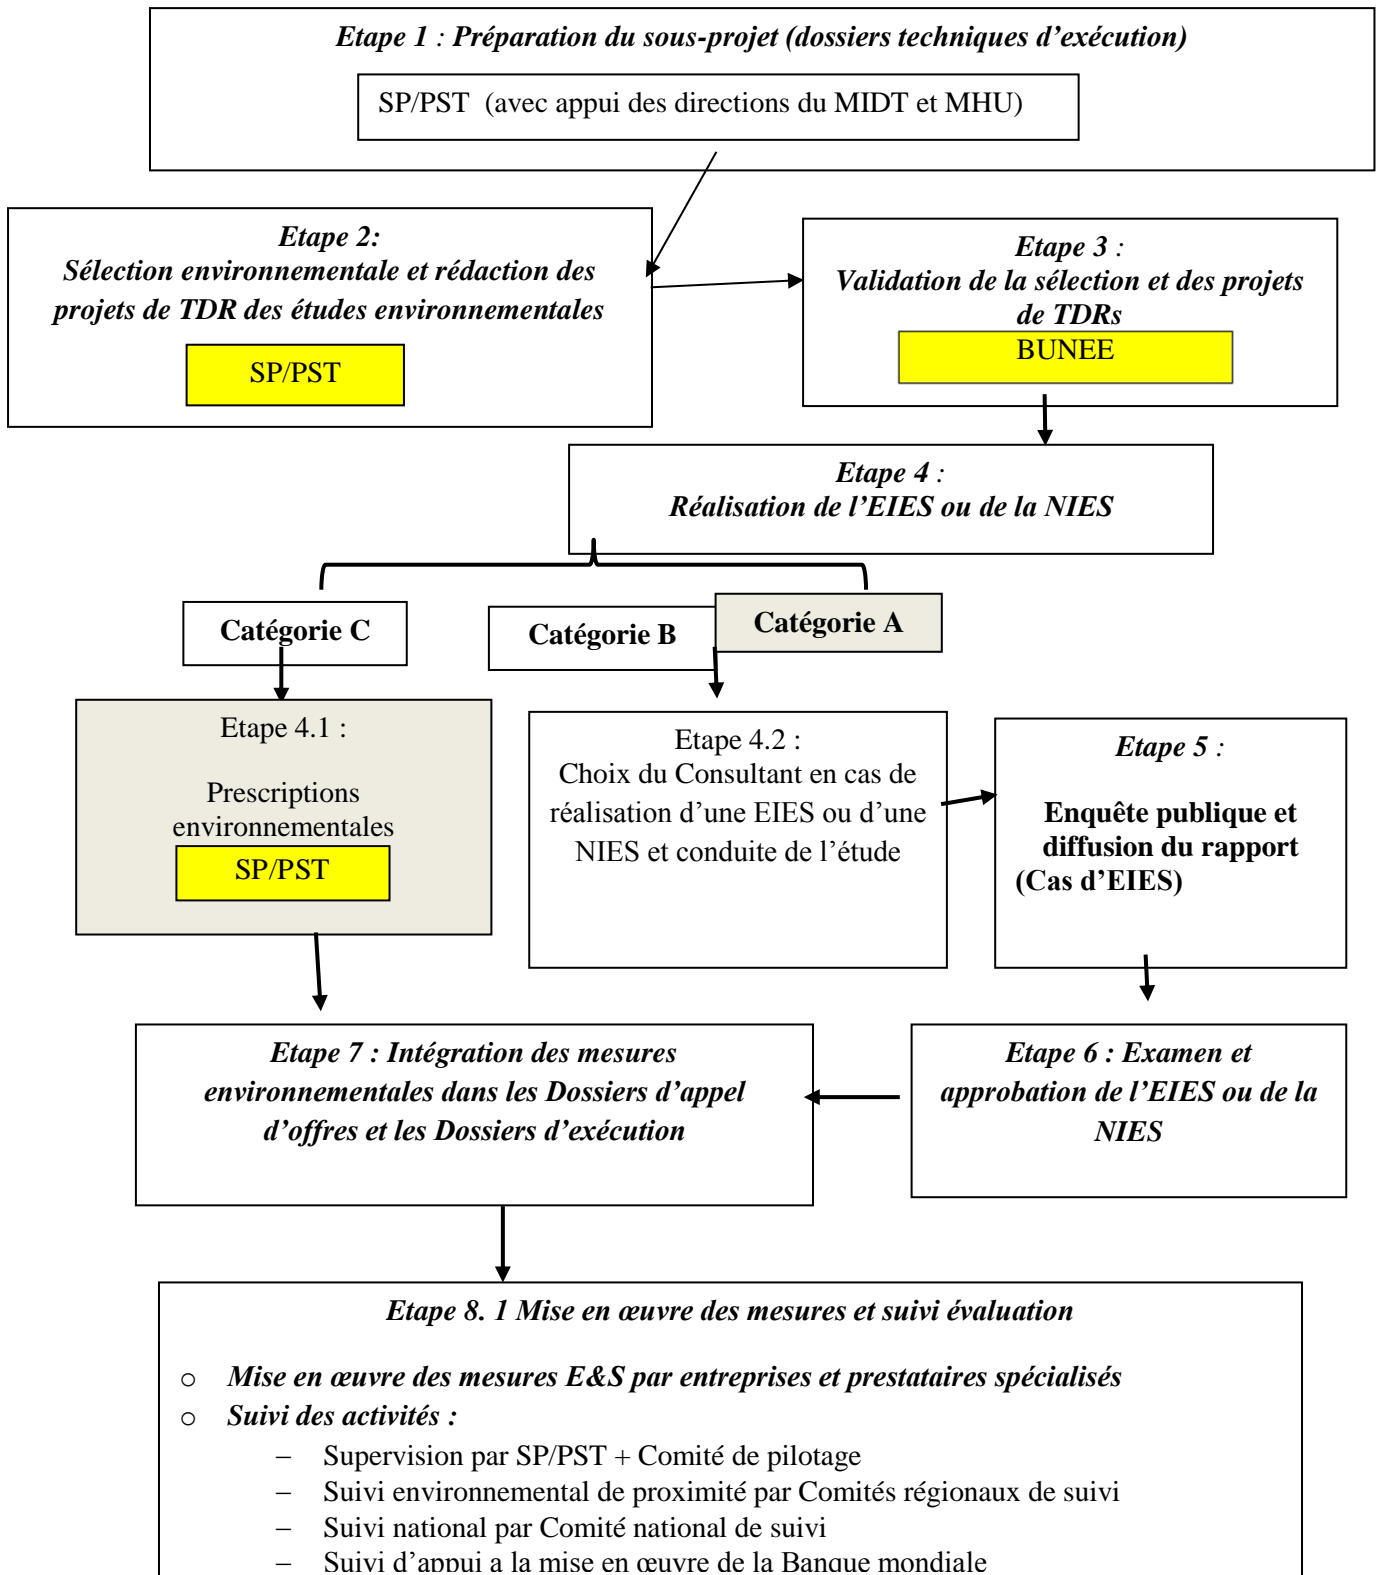 Etape 1 : Préparation du sous-projet (dossiers techniques d’exécution)
SP/PST (avec appui des directions du MIDT et MHU)
Etape 2:
Sélection environnementale et rédaction des
projets de TDR des études environnementales
SP/PST
Etape 3 :
Validation de la sélection et des projets
de TDRs
BUNEE
Etape 4 :
Réalisation de l’EIES ou de la NIES
Catégorie C
Catégorie B
Catégorie A
Etape 4.1 :
Prescriptions
environnementales
SP/PST
Etape 4.2 :
Choix du Consultant en cas de
réalisation d’une EIES ou d’une
NIES et conduite de l’étude
Etape 5 :
Enquête publique et
diffusion du rapport
(Cas d’EIES)
Etape 7 : Intégration des mesures
environnementales dans les Dossiers d’appel
d’offres et les Dossiers d’exécution
Etape 6 : Examen et
approbation de l’EIES ou de la
NIES
Etape 8. 1 Mise en œuvre des mesures et suivi évaluation
o Mise en œuvre des mesures E&S par entreprises et prestataires spécialisés
o Suivi des activités :
– Supervision par SP/PST + Comité de pilotage
– Suivi environnemental de proximité par Comités régionaux de suivi
– Suivi national par Comité national de suivi
– Suivi d’appui a la mise en œuvre de la Banque mondiale